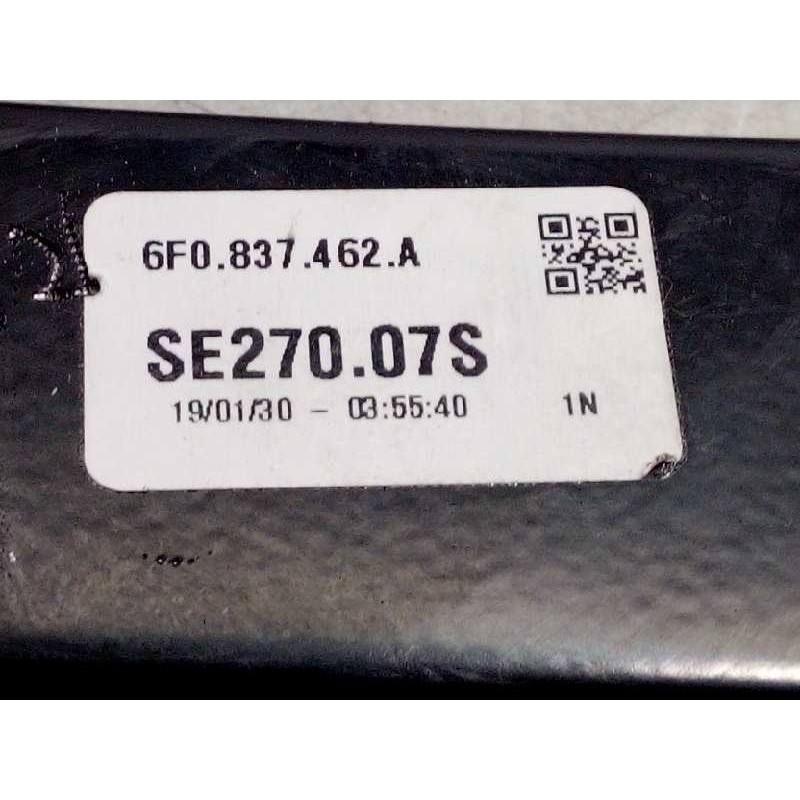 6F0.837.462.A
SE270.07S
19/01/30 - 03:55:40 1N